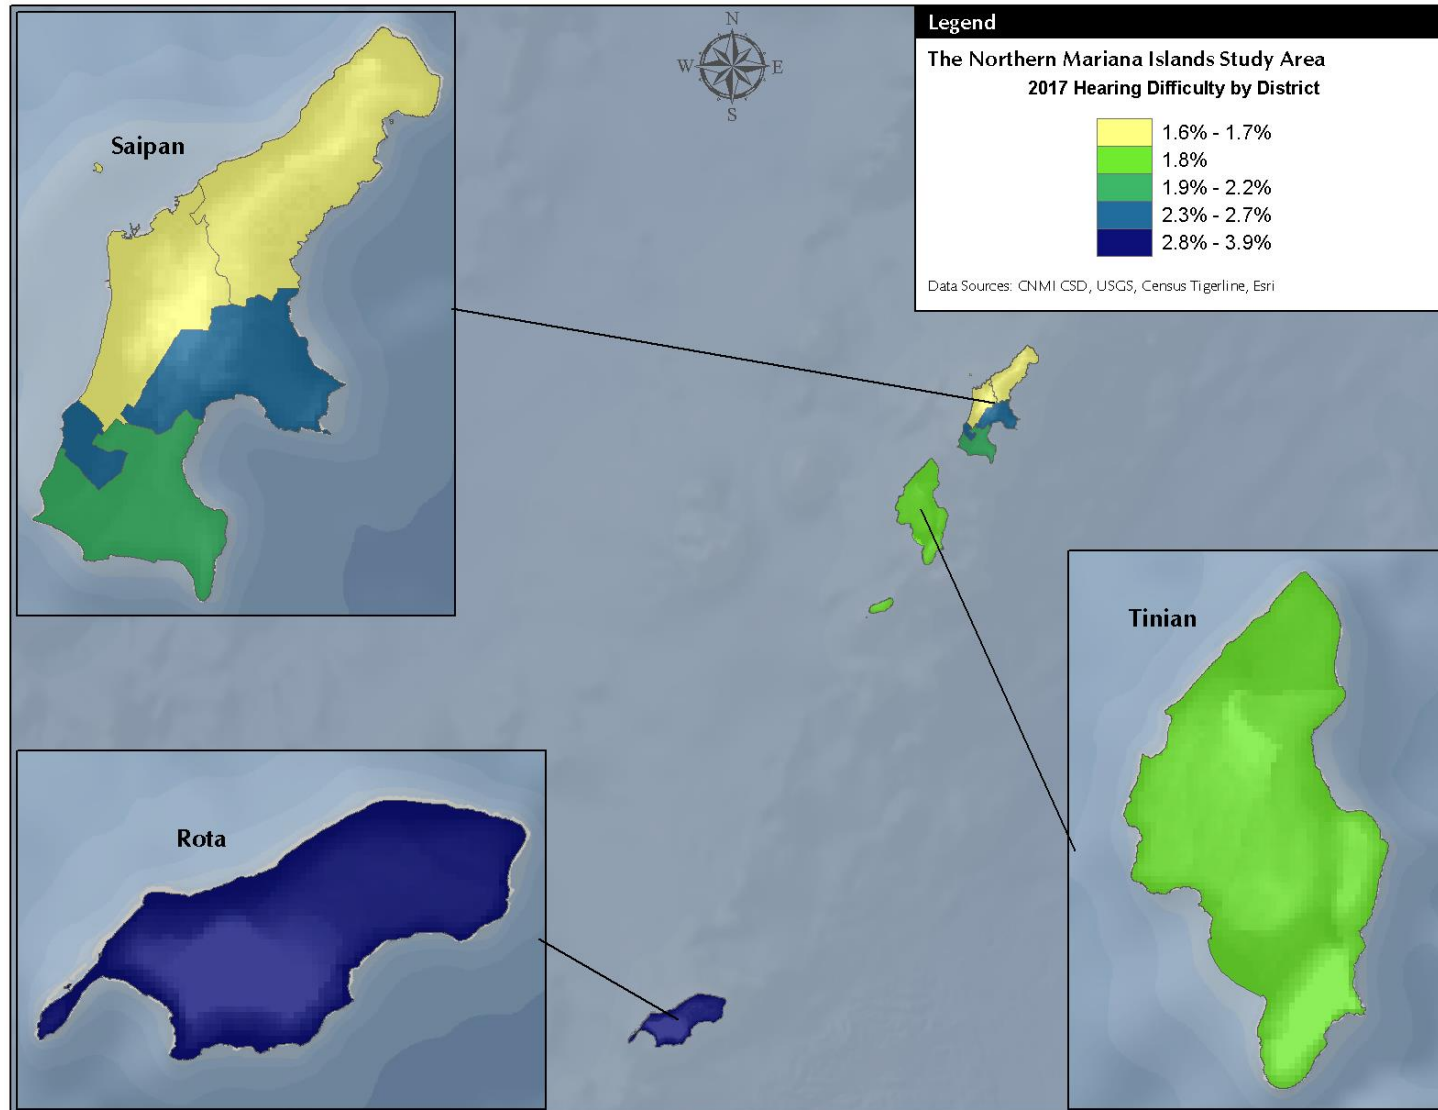 Legend
The Northern Mariana Islands Study Area
2017 Hearing Difficulty by District
1.6% - 1.7%
1.8%
1.9% - 2.2%
2.3% - 2.7%
2.8% - 3.9%
Data Sources: CNMI CSD, USGS, Census Tigerline, Esri
N
W
E
S
Saipan
Tinian
Rota